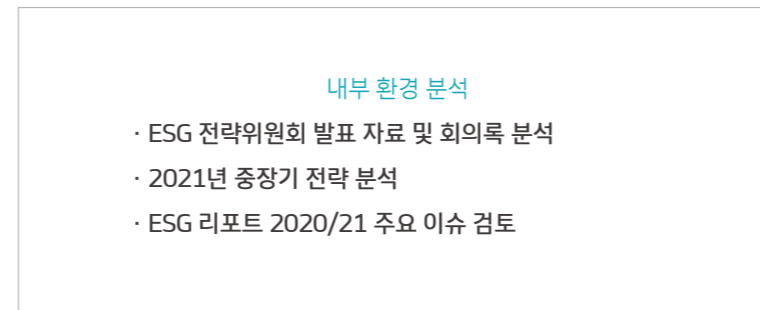 내부 환경 분석
· ESG 전략위원회 발표 자료 및 회의록 분석
· 2021년 중장기 전략 분석
· ESG 리포트 2020/21 주요 이슈 검토